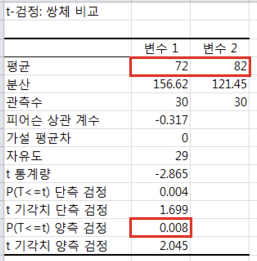 t-검정: 쌍체 비교
변수 1 변수 2
평균 72 82
분산 156.62 121.45
관측수 30 30
피어슨 상관 계수 -0.317
가설 평균차 0
자유도 29
t 통계량 -2.865
P(T<=t) 단측 검정 0.004
t 기각치 단측 검정 1.699
P(T<=t) 양측 검정 0.008
t 기각치 양측 검정 2.045